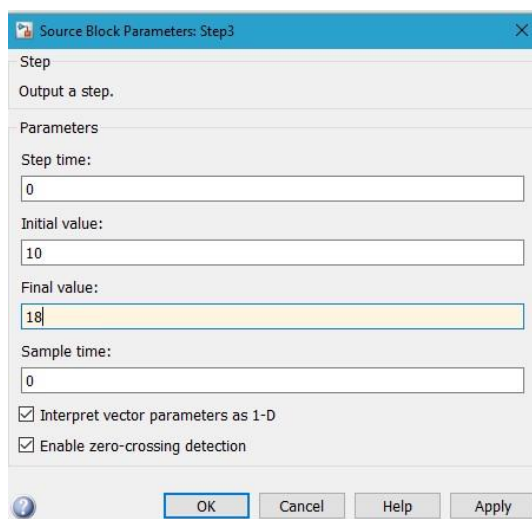 Source Block Parameters: Step3
Step
Output a step.
Parameters
Step time:
0
Initial value:
10
Final value:
18
Sample time:
0
Interpret vector parameters as 1-D
Enable zero-crossing detection
OK Cancel Help Apply